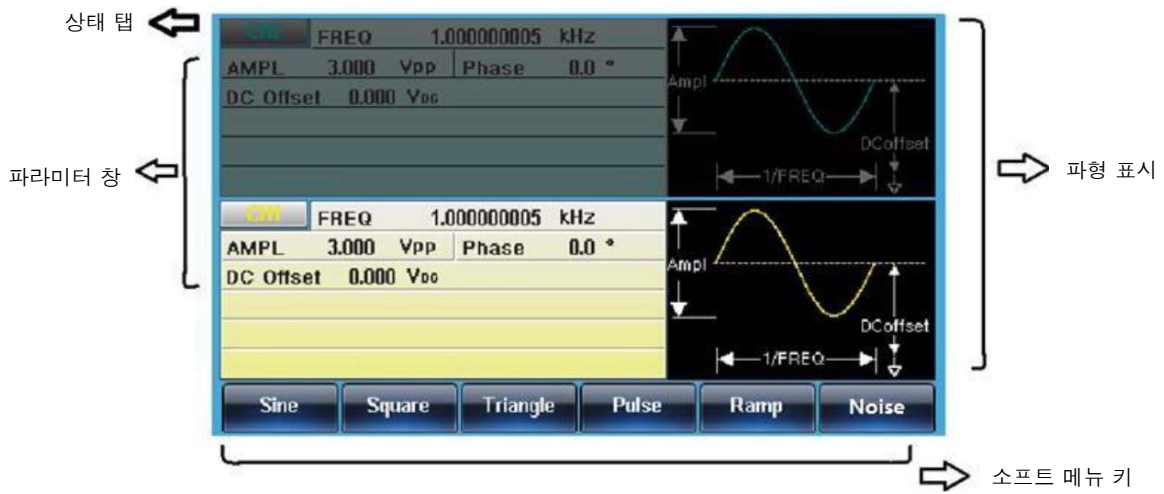 상태 탭
CH2 FREQ 1.000000005 kHz
AMPL 3.000 Vpp Phase 0.0 °
DC Offset 0.000 VDC
Ampl
DCoffset
1/FREQ
파라미터 창
파형 표시
CH1 FREQ 1.000000005 kHz
AMPL 3.000 Vpp Phase 0.0 °
DC Offset 0.000 VDC
Ampl
DCoffset
1/FREQ
Sine Square Triangle Pulse Ramp Noise
소프트 메뉴 키